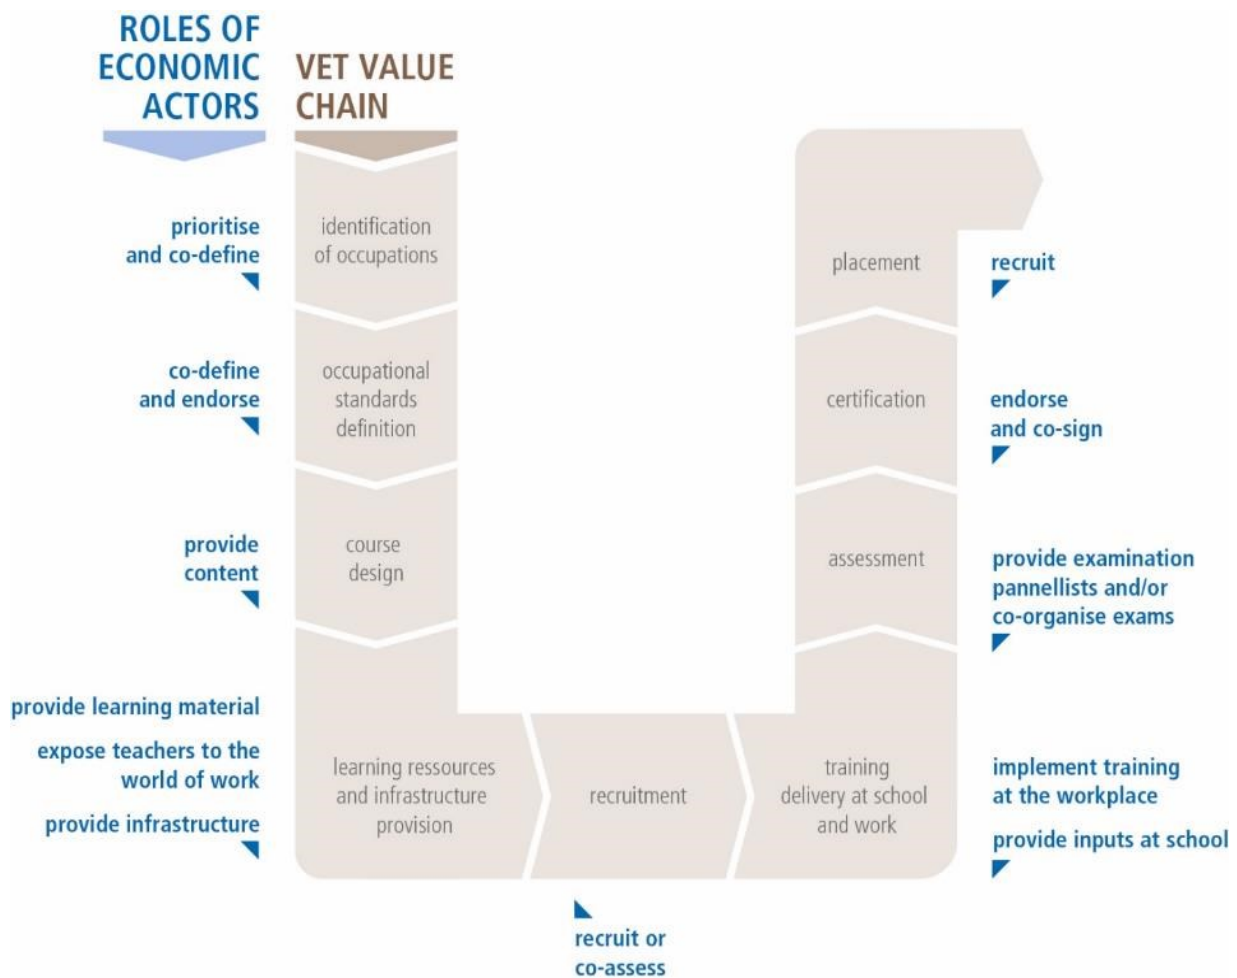 ROLES OF
ECONOMIC
ACTORS
VET VALUE
CHAIN
prioritise
and co-define
identification
of occupations
co-define
and endorse
occupational
standards
definition
provide
content
course
design
provide learning material
expose teachers to the
world of work
provide infrastructure
learning ressources
and infrastructure
provision
recruitment
recruit or
co-assess
training
delivery at school
and work
implement training
at the workplace
provide inputs at school
assessment
provide examination
pannellists and/or
co-organise exams
certification
endorse
and co-sign
placement
recruit